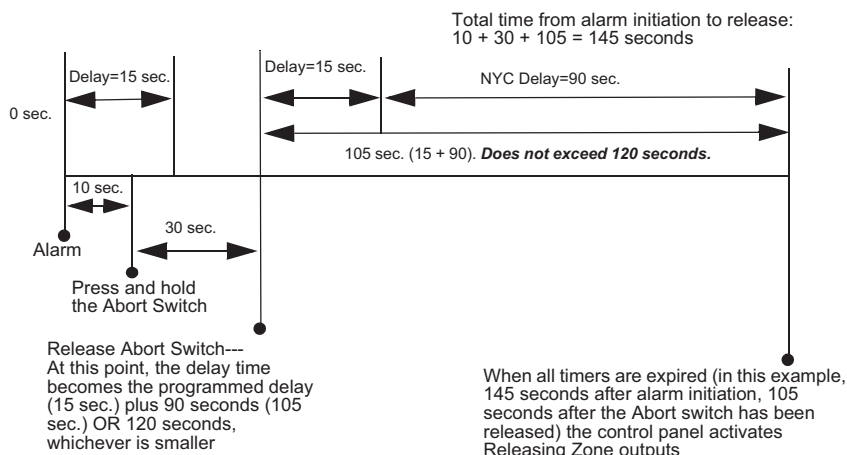 Total time from alarm initiation to release:
10 + 30 + 105 = 145 seconds
Delay=15 sec.
Delay=15 sec.
NYC Delay=90 sec.
0 sec.
105 sec. (15 + 90). Does not exceed 120 seconds.
10 sec.
30 sec.
Alarm
Press and hold
the Abort Switch
Release Abort Switch---
At this point, the delay time
becomes the programmed delay
(15 sec.) plus 90 seconds (105
sec.) OR 120 seconds,
whichever is smaller
When all timers are expired (in this example,
145 seconds after alarm initiation, 105
seconds after the Abort switch has been
released) the control panel activates
Releasing Zone outputs